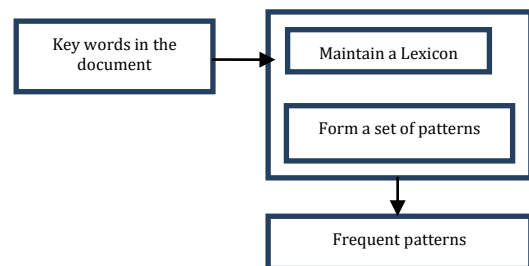 Key words in the
document
Maintain a Lexicon
Form a set of patterns
Frequent patterns